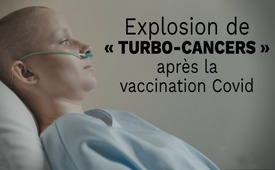 Explosion de
« TURBO-CANCERS »
après la
vaccination Covid